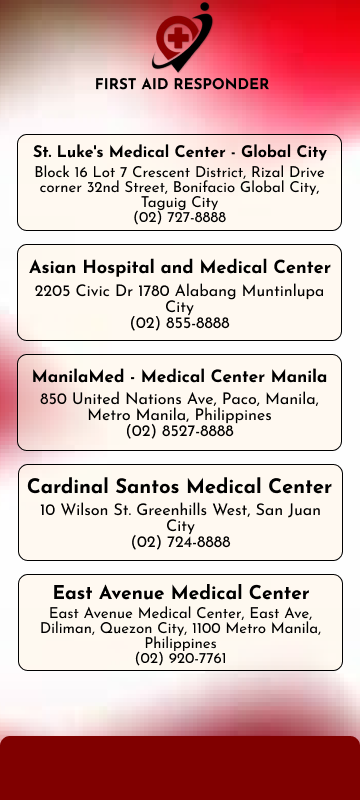 FIRST AID RESPONDER
St. Luke's Medical Center - Global City
Block 16 Lot 7 Crescent District, Rizal Drive
corner 32nd Street, Bonifacio Global City,
Taguig City
(02) 727-8888
Asian Hospital and Medical Center
2205 Civic Dr 1780 Alabang Muntinlupa
City
(02) 855-8888
ManilaMed - Medical Center Manila
850 United Nations Ave, Paco, Manila,
Metro Manila, Philippines
(02) 8527-8888
Cardinal Santos Medical Center
10 Wilson St. Greenhills West, San Juan
City
(02) 724-8888
East Avenue Medical Center
East Avenue Medical Center, East Ave,
Diliman, Quezon City, 1100 Metro Manila,
Philippines
(02) 920-7761